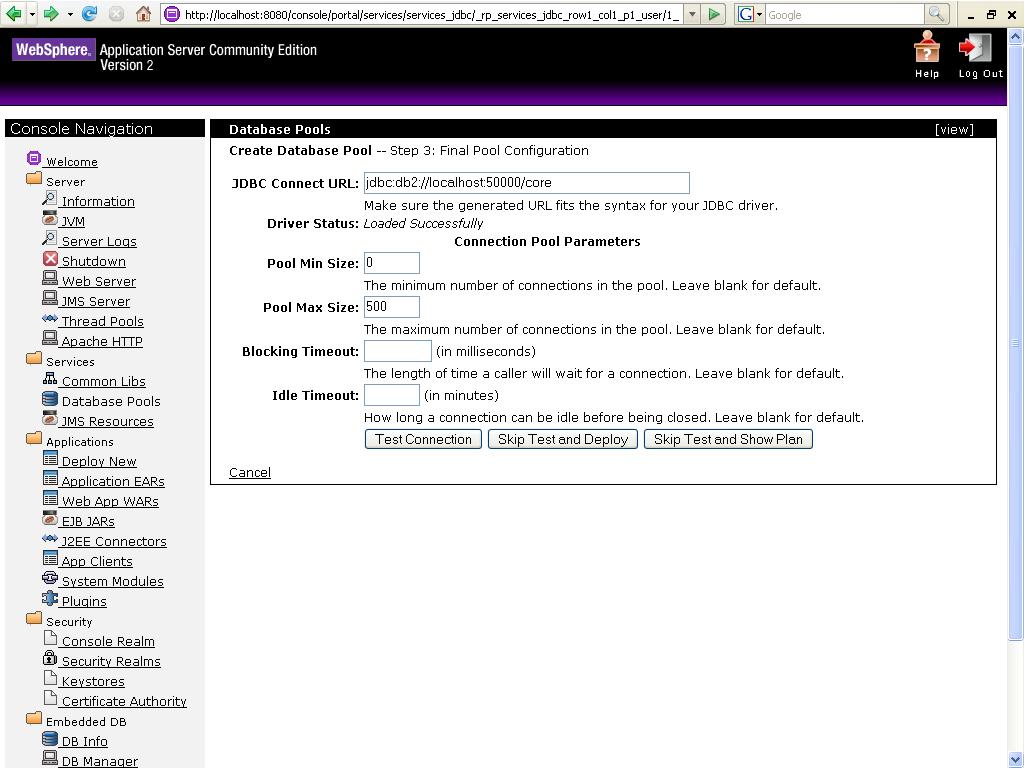 http://localhost:8080/console/portal/services/services_jdbc/_rp_services_jdbc_row1_col1_p1_user/1_
G Google
WebSphere. Application Server Community Edition
Version 2
Help Log Out
Console Navigation
Welcome
Server
Information
JVM
Server Logs
Shutdown
Web Server
JMS Server
Thread Pools
Apache HTTP
Services
Common Libs
Database Pools
JMS Resources
Applications
Deploy New
Application EARs
Web App WARs
EJB JARs
J2EE Connectors
App Clients
System Modules
Plugins
Security
Console Realm
Security Realms
Keystores
Certificate Authority
Embedded DB
DB Info
DB Manager
Database Pools [view]
Create Database Pool -- Step 3: Final Pool Configuration
JDBC Connect URL: jdbc:db2://localhost:50000/core
Make sure the generated URL fits the syntax for your JDBC driver.
Driver Status: Loaded Successfully
Connection Pool Parameters
Pool Min Size: 0
The minimum number of connections in the pool. Leave blank for default.
Pool Max Size: 500
The maximum number of connections in the pool. Leave blank for default.
Blocking Timeout: (in milliseconds)
The length of time a caller will wait for a connection. Leave blank for default.
Idle Timeout: (in minutes)
How long a connection can be idle before being closed. Leave blank for default.
Test Connection Skip Test and Deploy Skip Test and Show Plan
Cancel